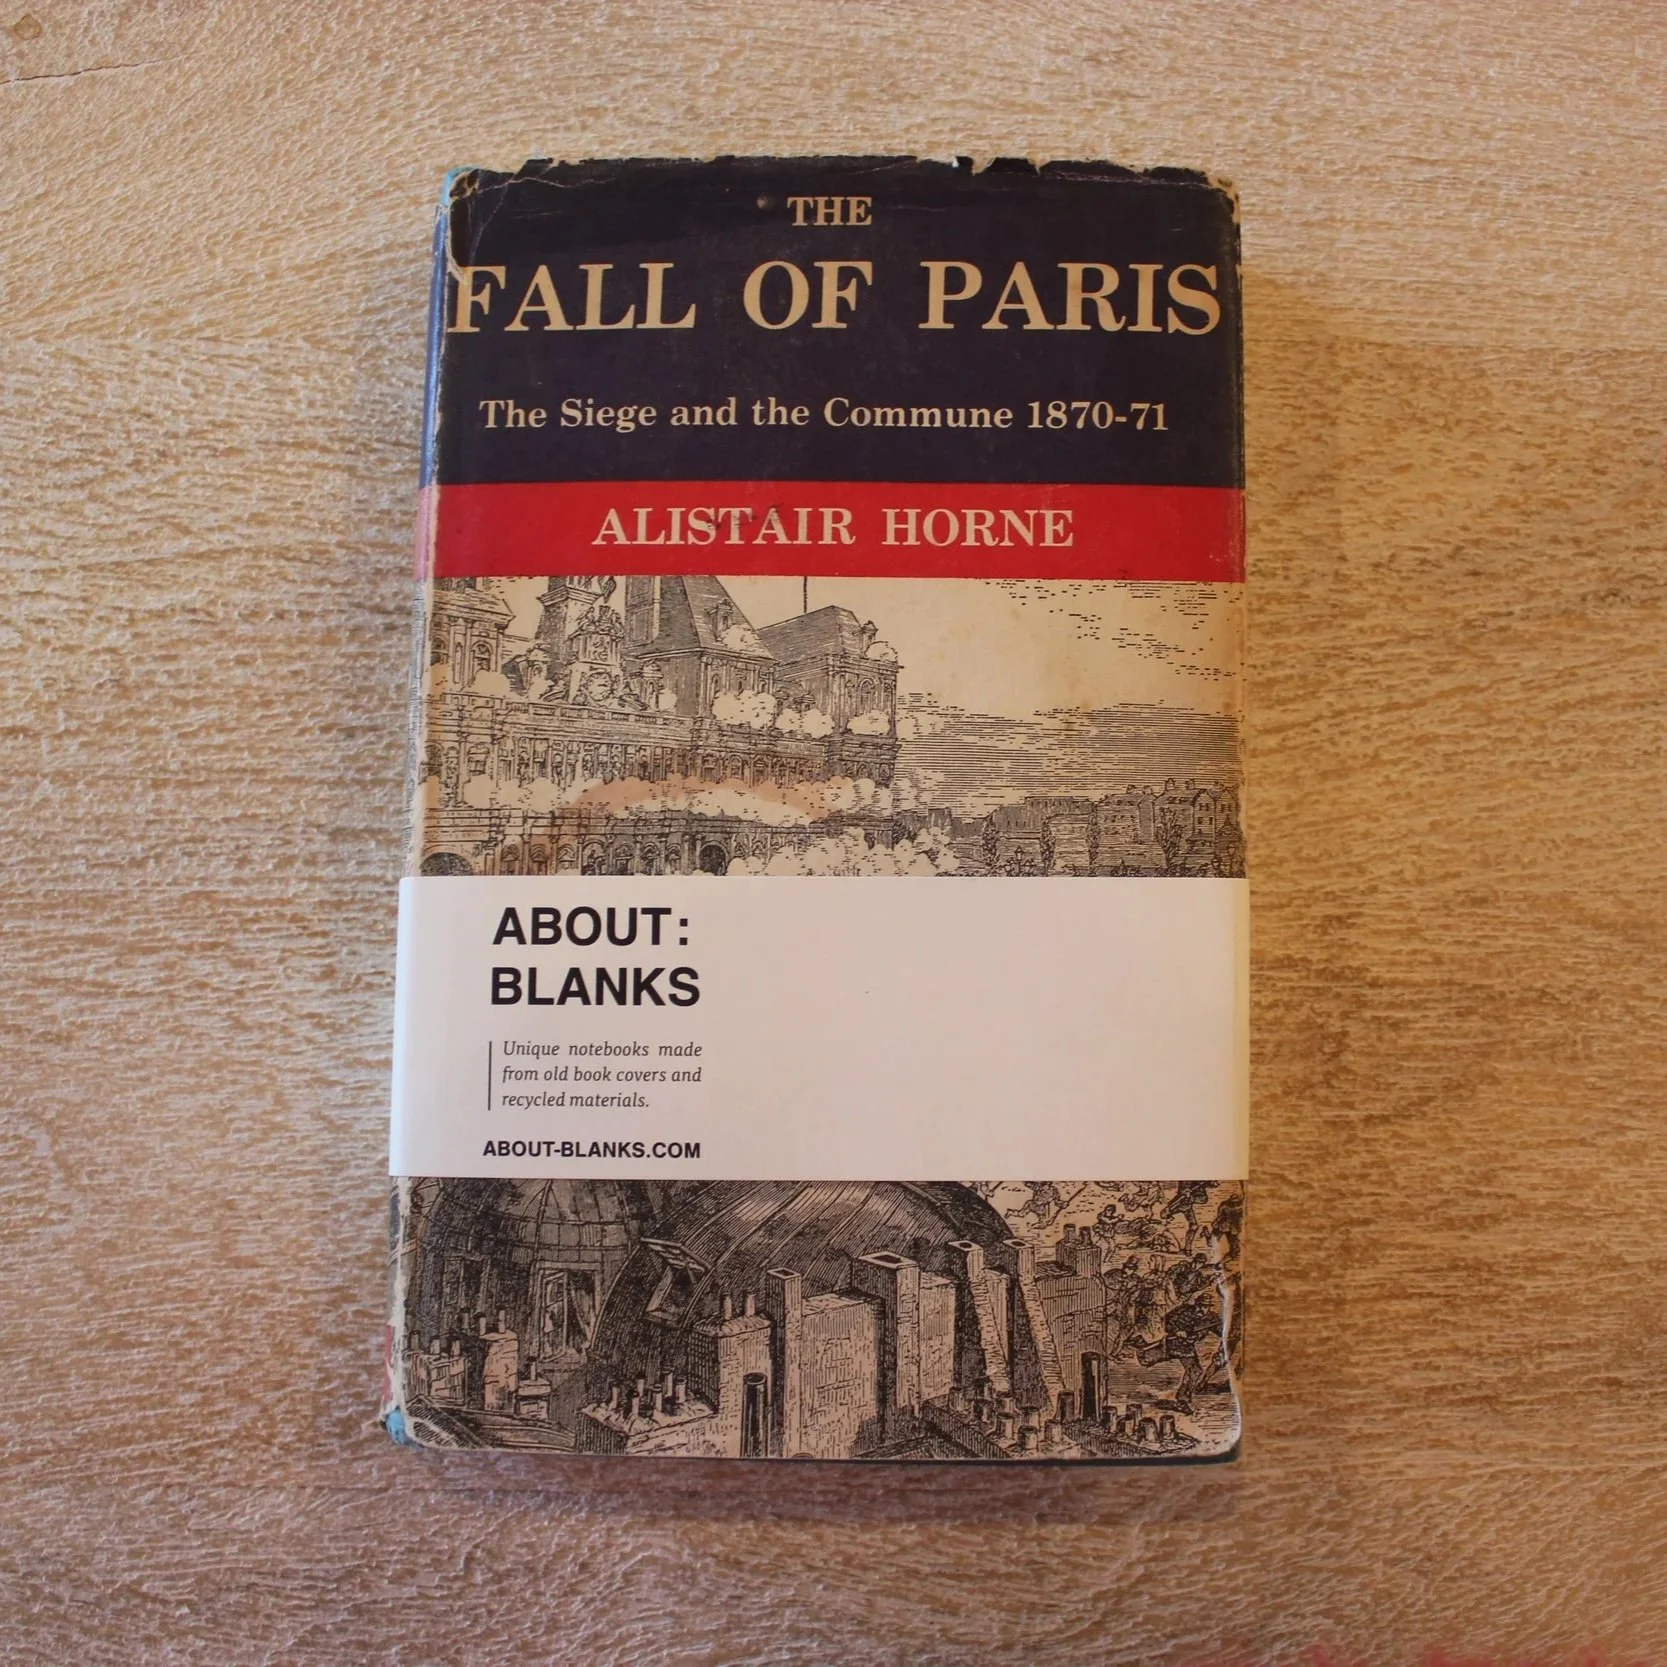 THE
FALL OF PARIS
The Siege and the Commune 1870-71
ALISTAIR HORNE
ABOUT:
BLANKS
Unique notebooks made
from old book covers and
recycled materials.
ABOUT-BLANKS.COM